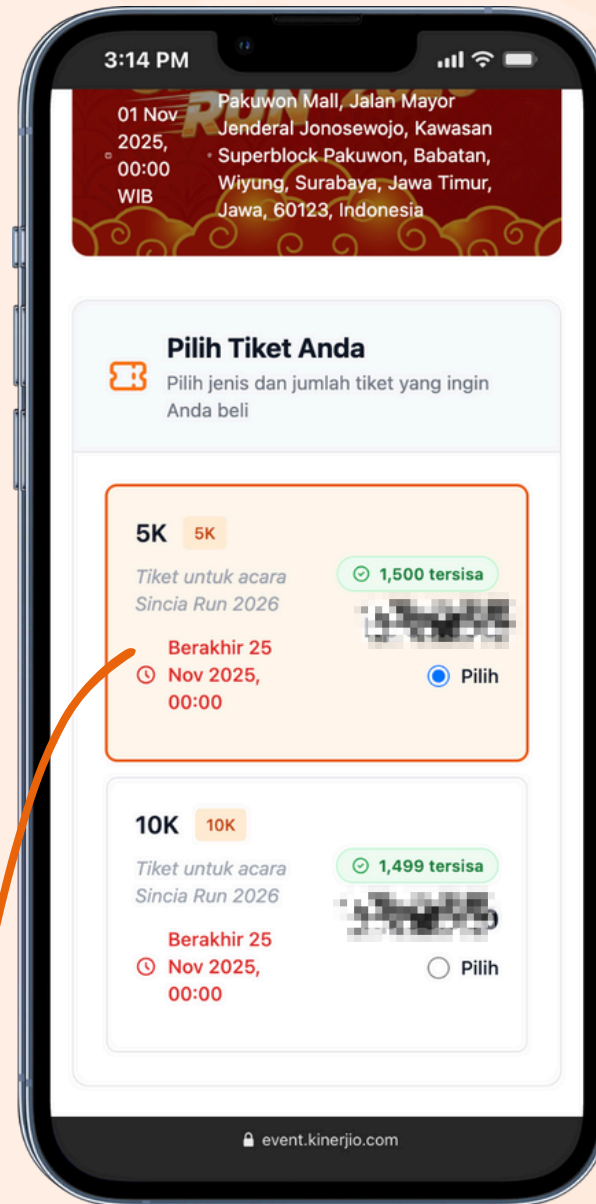 3:14 PM
RUN
01 Nov
2025,
00:00
WIB
Pakuwon Mall, Jalan Mayor
Jenderal Jonosewojo, Kawasan
Superblock Pakuwon, Babatan,
Wiyung, Surabaya, Jawa Timur,
Jawa, 60123, Indonesia
Pilih Tiket Anda
Pilih jenis dan jumlah tiket yang ingin
Anda beli
5K 5K
Tiket untuk acara
Sincia Run 2026
1,500 tersisa
Berakhir 25
Nov 2025,
00:00
Pilih
10K 10K
Tiket untuk acara
Sincia Run 2026
1,499 tersisa
Berakhir 25
Nov 2025,
00:00
Pilih
event.kinerjio.com